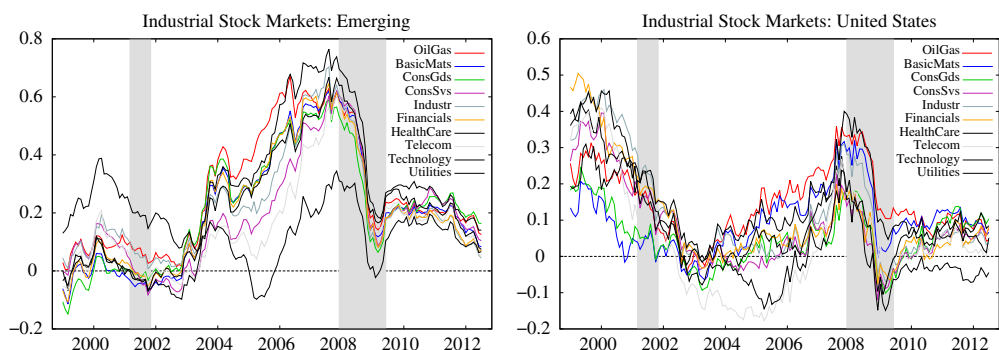 Industrial Stock Markets: Emerging
0.8
0.6
0.4
0.2
0
−0.2
2000 2002 2004 2006 2008 2010 2012
OilGas
BasicMats
ConsGds
ConsSvs
Industr
Financials
HealthCare
Telecom
Technology
Utilities
Industrial Stock Markets: United States
0.6
0.5
0.4
0.3
0.2
0.1
0
−0.1
−0.2
2000 2002 2004 2006 2008 2010 2012
OilGas
BasicMats
ConsGds
ConsSvs
Industr
Financials
HealthCare
Telecom
Technology
Utilities